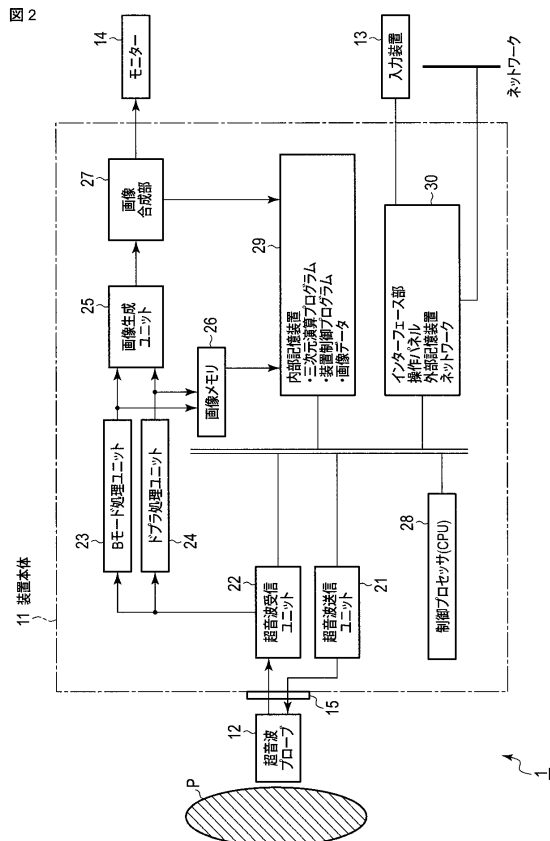 図2
1
P
12
超音波
プローブ
15
11 装置本体
22
超音波受信
ユニット
21
超音波送信
ユニット
28
制御プロセッサ(CPU)
23
Bモード処理ユニット
24
ドプラ処理ユニット
26
画像メモリ
25
画像生成
ユニット
27
画像
合成部
14
モニター
29
内部記憶装置
・三次元演算プログラム
・装置制御プログラム
・画像データ
30
インターフェース部
操作パネル
外部記憶装置
ネットワーク
13
入力装置
ネットワーク